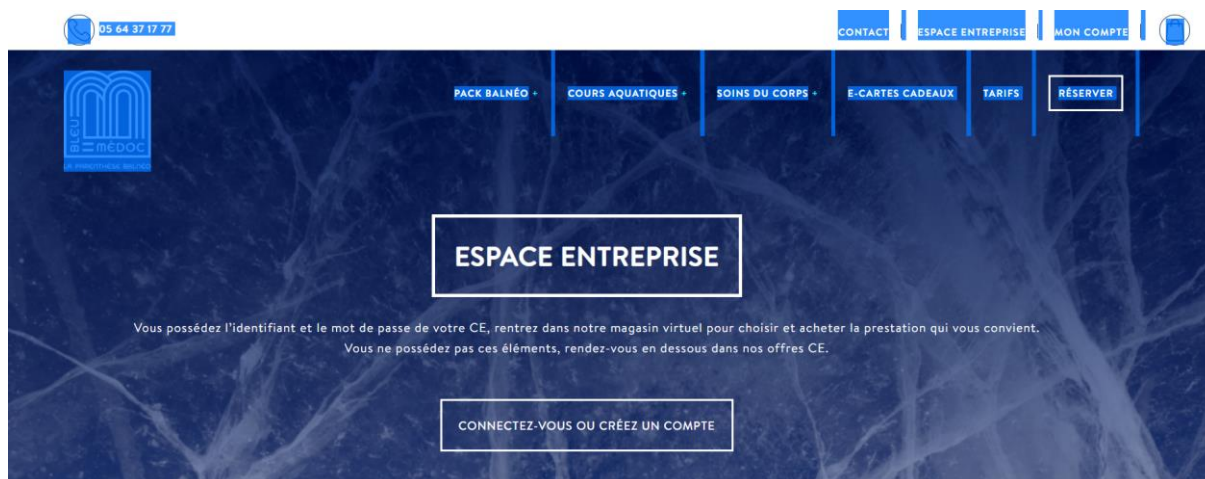 05 64 37 17 77
CONTACT
ESPACE ENTREPRISE
MON COMPTE
BLEU
MÉDOC
LA PARENTHÈSE BALNÉO
PACK BALNÉO +
COURS AQUATIQUES +
SOINS DU CORPS +
E-CARTES CADEAUX
TARIFS
RÉSERVER
ESPACE ENTREPRISE
Vous possédez l'identifiant et le mot de passe de votre CE, rentrez dans notre magasin virtuel pour choisir et acheter la prestation qui vous convient.
Vous ne possédez pas ces éléments, rendez-vous en dessous dans nos offres CE.
CONNECTEZ-VOUS OU CRÉEZ UN COMPTE